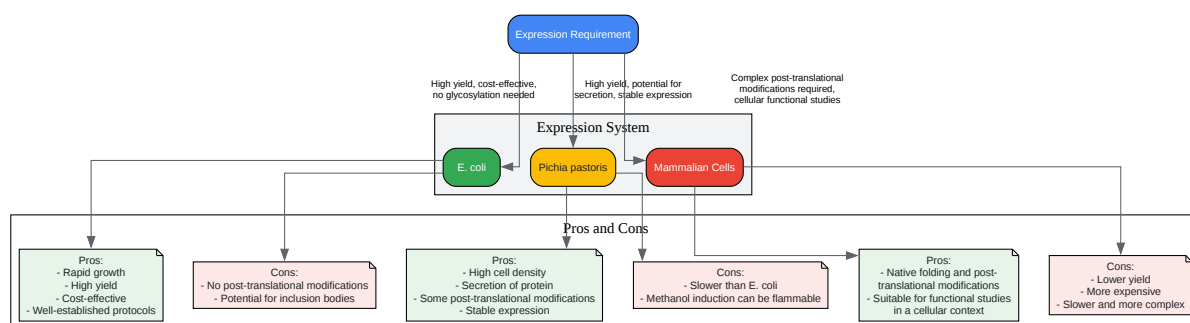 Expression Requirement
High yield, cost-effective,
no glycosylation needed
High yield, potential for
secretion, stable expression
Complex post-translational
modifications required,
cellular functional studies
Expression System
E. coli
Pichia pastoris
Mammalian Cells
Pros and Cons
Pros:
- Rapid growth
- High yield
- Cost-effective
- Well-established protocols
Cons:
- No post-translational modifications
- Potential for inclusion bodies
Pros:
- High cell density
- Secretion of protein
- Some post-translational modifications
- Stable expression
Cons:
- Slower than E. coli
- Methanol induction can be flammable
Pros:
- Native folding and post-
translational modifications
- Suitable for functional studies
in a cellular context
Cons:
- Lower yield
- More expensive
- Slower and more complex